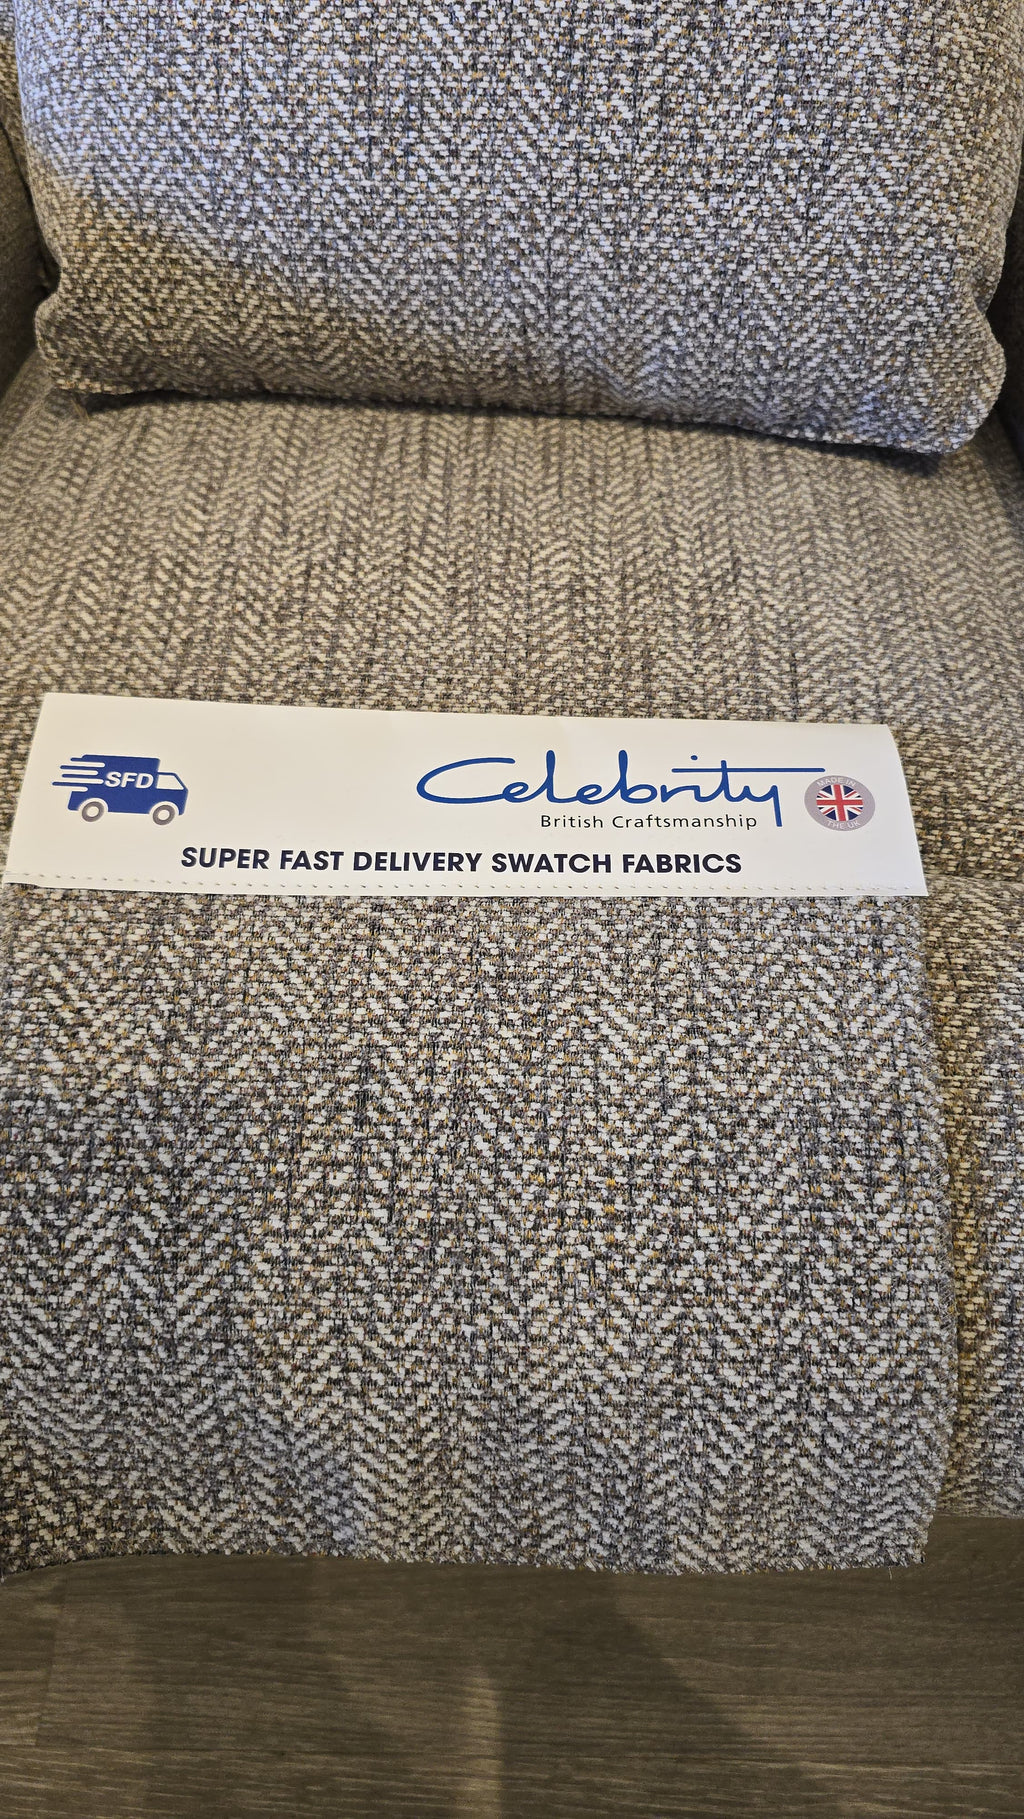 SFD
Celebrity
British Craftsmanship
MADE IN
THE UK
SUPER FAST DELIVERY SWATCH FABRICS